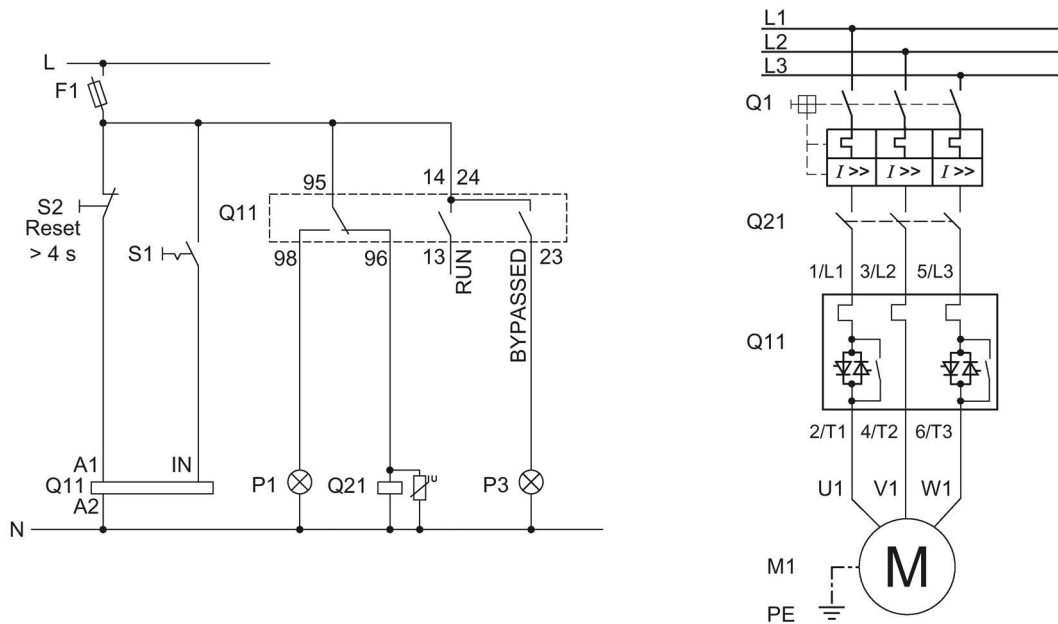 L
F1
95
14
24
S2
Reset
> 4 s
S1
Q11
98
96
13
RUN
BYPASSED
23
A1
IN
Q11
A2
P1
Q21
U
P3
N
L1
L2
L3
Q1
I >>
I >>
I >>
Q21
1/L1
3/L2
5/L3
Q11
2/T1
4/T2
6/T3
U1
V1
W1
M1
M
PE